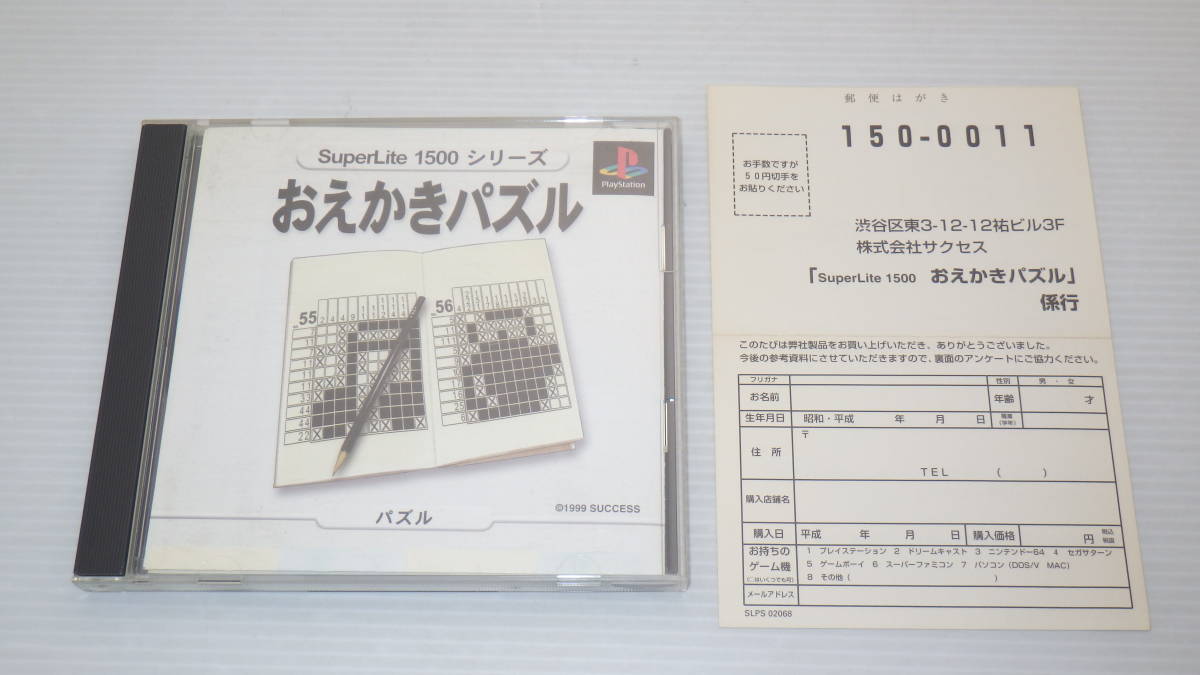 SuperLite 1500 シリーズ
PlayStation
おえかきパズル
55
56
パズル
©1999 SUCCESS
郵便はがき
150-0011
お手数ですが
50円切手を
お貼りください
渋谷区東3-12-12祐ビル3F
株式会社サクセス
「SuperLite 1500 おえかきパズル」
係行
このたびは弊社製品をお買い上げいただき、ありがとうございました。
今後の参考資料にさせていただきますので、裏面のアンケートにご協力ください。
フリガナ 性別 男・女
お名前 年齢 才
生年月日 昭和・平成 年 月 日 職業
(学年)
住所 〒
TEL ( )
購入店舗名
購入日 平成 年 月 日 購入価格 円 税込
税抜
お持ちの
ゲーム機
(○はいくつでも可)
1 プレイステーション 2 ドリームキャスト 3 ニンテンドー64 4 セガサターン
5 ゲームボーイ 6 スーパーファミコン 7 パソコン(DOS/V MAC)
8 その他( )
メールアドレス
SLPS 02068